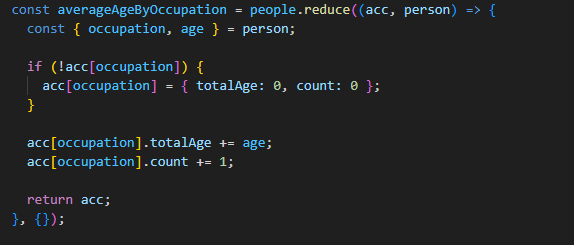 const averageAgeByOccupation = people.reduce((acc, person) => {
  const { occupation, age } = person;

  if (!acc[occupation]) {
    acc[occupation] = { totalAge: 0, count: 0 };
  }

  acc[occupation].totalAge += age;
  acc[occupation].count += 1;

  return acc;
}, {});